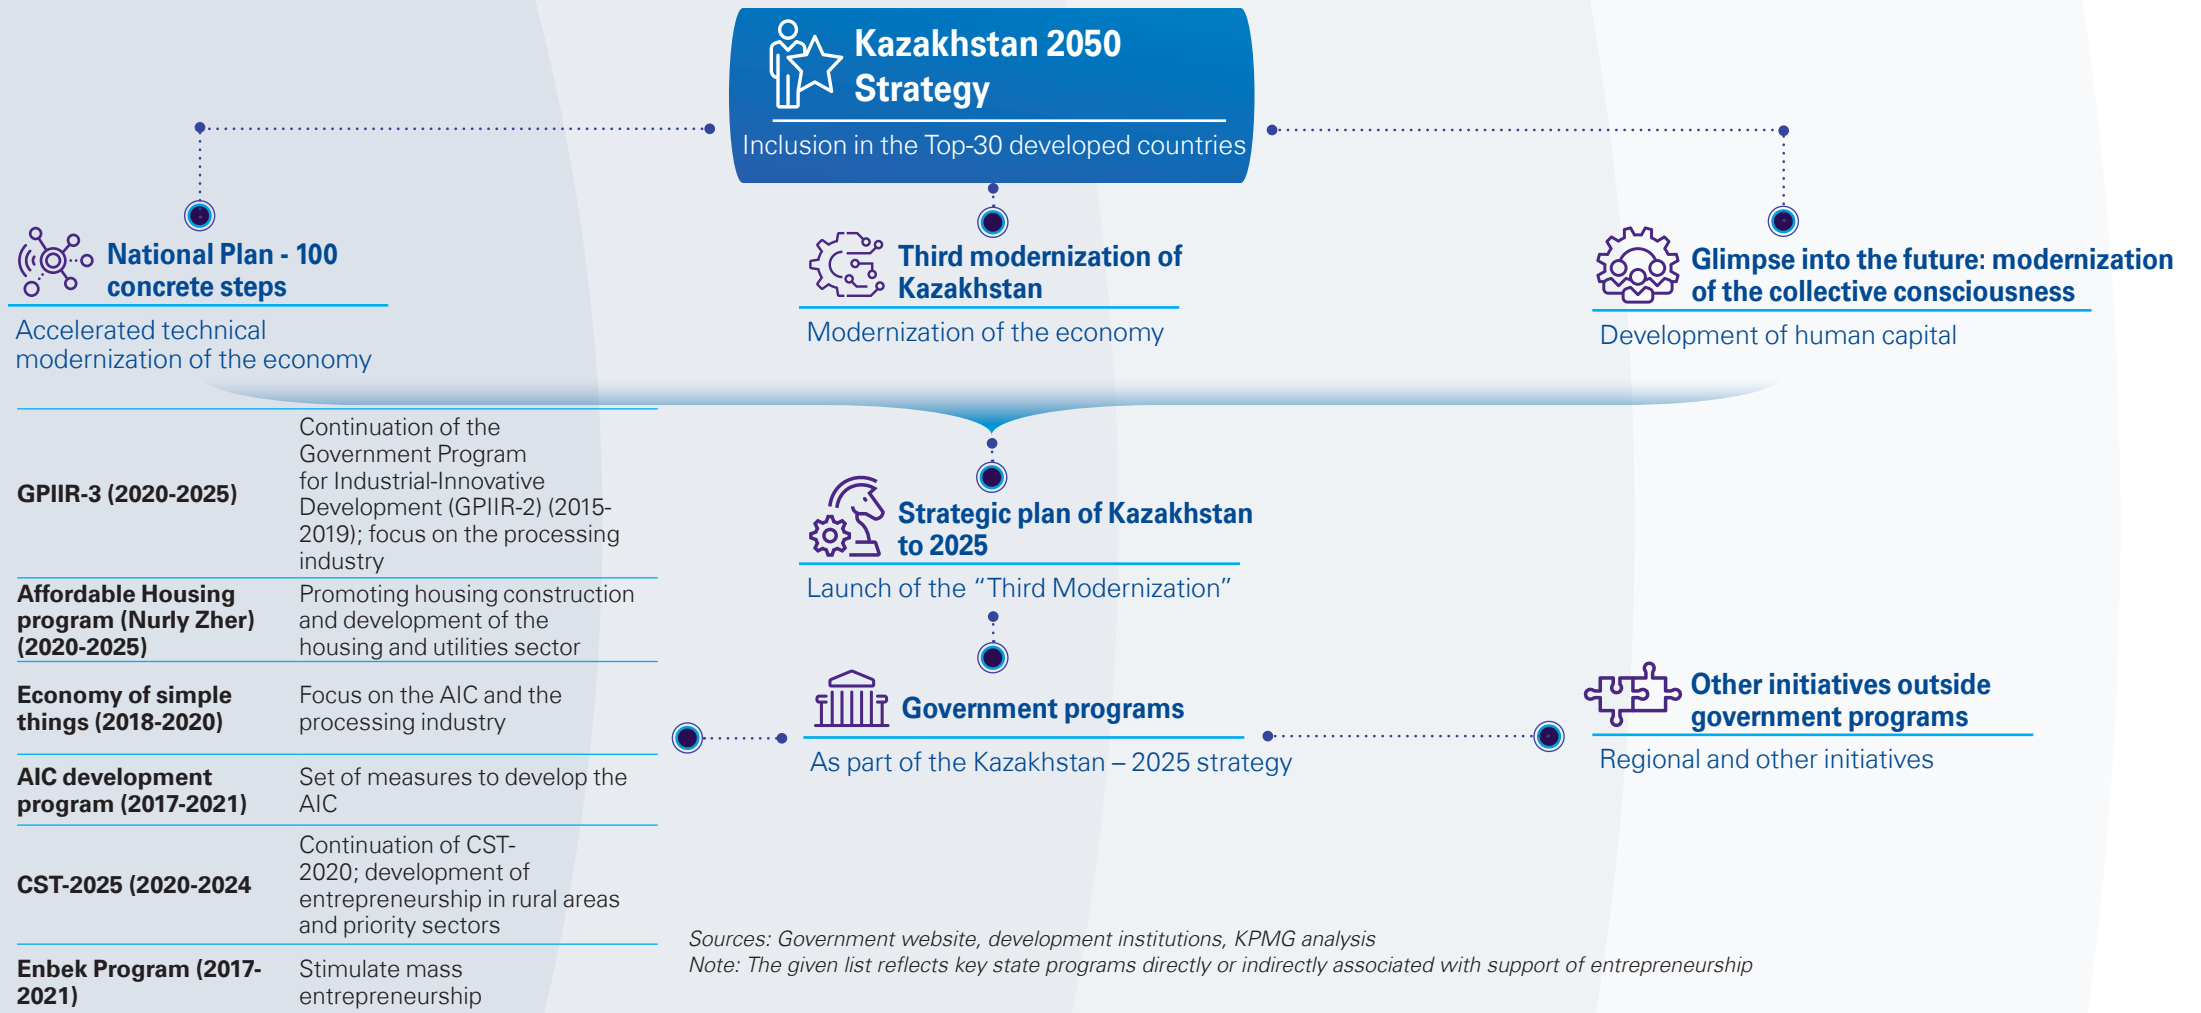 Kazakhstan 2050
Strategy
Inclusion in the Top-30 developed countries
National Plan - 100
concrete steps
Accelerated technical
modernization of the economy
Third modernization of
Kazakhstan
Modernization of the economy
Glimpse into the future: modernization
of the collective consciousness
Development of human capital
GPIIR-3 (2020-2025)
Continuation of the
Government Program
for Industrial-Innovative
Development (GPIIR-2) (2015-
2019); focus on the processing
industry
Affordable Housing
program (Nurly Zher)
(2020-2025)
Promoting housing construction
and development of the
housing and utilities sector
Economy of simple
things (2018-2020)
Focus on the AIC and the
processing industry
AIC development
program (2017-2021)
Set of measures to develop the
AIC
CST-2025 (2020-2024
Continuation of CST-
2020; development of
entrepreneurship in rural areas
and priority sectors
Enbek Program (2017-
2021)
Stimulate mass
entrepreneurship
Strategic plan of Kazakhstan
to 2025
Launch of the “Third Modernization”
Government programs
As part of the Kazakhstan – 2025 strategy
Other initiatives outside
government programs
Regional and other initiatives
Sources: Government website, development institutions, KPMG analysis
Note: The given list reflects key state programs directly or indirectly associated with support of entrepreneurship